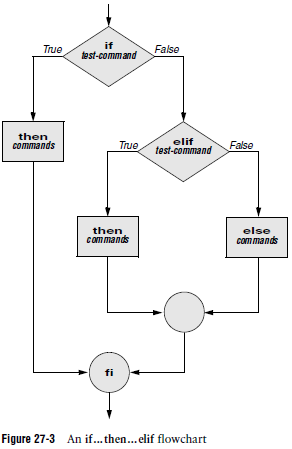 if
True
test-command
False
then
commands
elif
True
test-command
False
then
commands
else
commands
fi
Figure 27-3 An if...then...elif flowchart